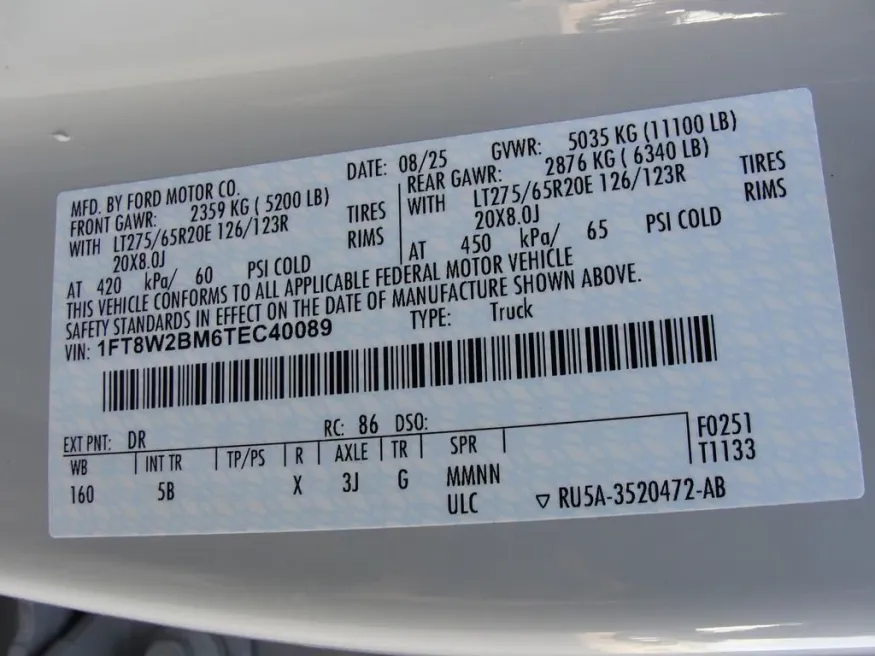 MFD. BY FORD MOTOR CO. DATE: 08/25 GVWR: 5035 KG (11100 LB)
FRONT GAWR: 2359 KG ( 5200 LB) REAR GAWR: 2876 KG ( 6340 LB)
WITH LT275/65R20E 126/123R TIRES WITH LT275/65R20E 126/123R TIRES
20X8.0J RIMS 20X8.0J RIMS
AT 420 kPa/ 60 PSI COLD AT 450 kPa/ 65 PSI COLD
THIS VEHICLE CONFORMS TO ALL APPLICABLE FEDERAL MOTOR VEHICLE
SAFETY STANDARDS IN EFFECT ON THE DATE OF MANUFACTURE SHOWN ABOVE.
VIN: 1FT8W2BM6TEC40089 TYPE: Truck
EXT PNT: DR RC: 86 DSO: F0251
WB INT TR TP/PS R AXLE TR SPR T1133
160 5B X 3J G MMNN
ULC ▽ RU5A-3520472-AB